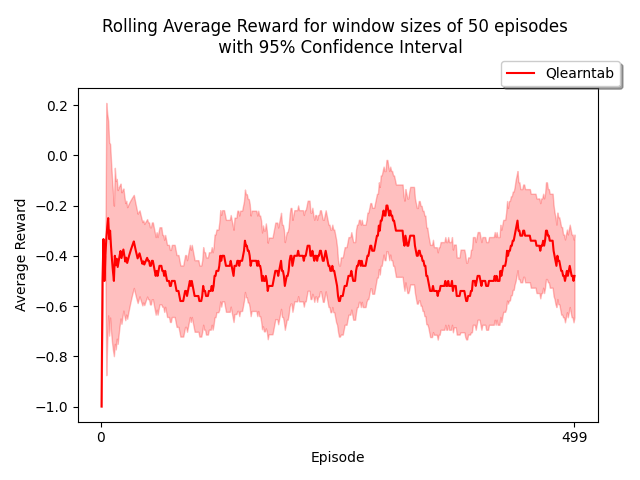 Rolling Average Reward for window sizes of 50 episodes
with 95% Confidence Interval
Qlearntab
0.2
0.0
−0.2
−0.4
−0.6
−0.8
−1.0
Average Reward
0
499
Episode